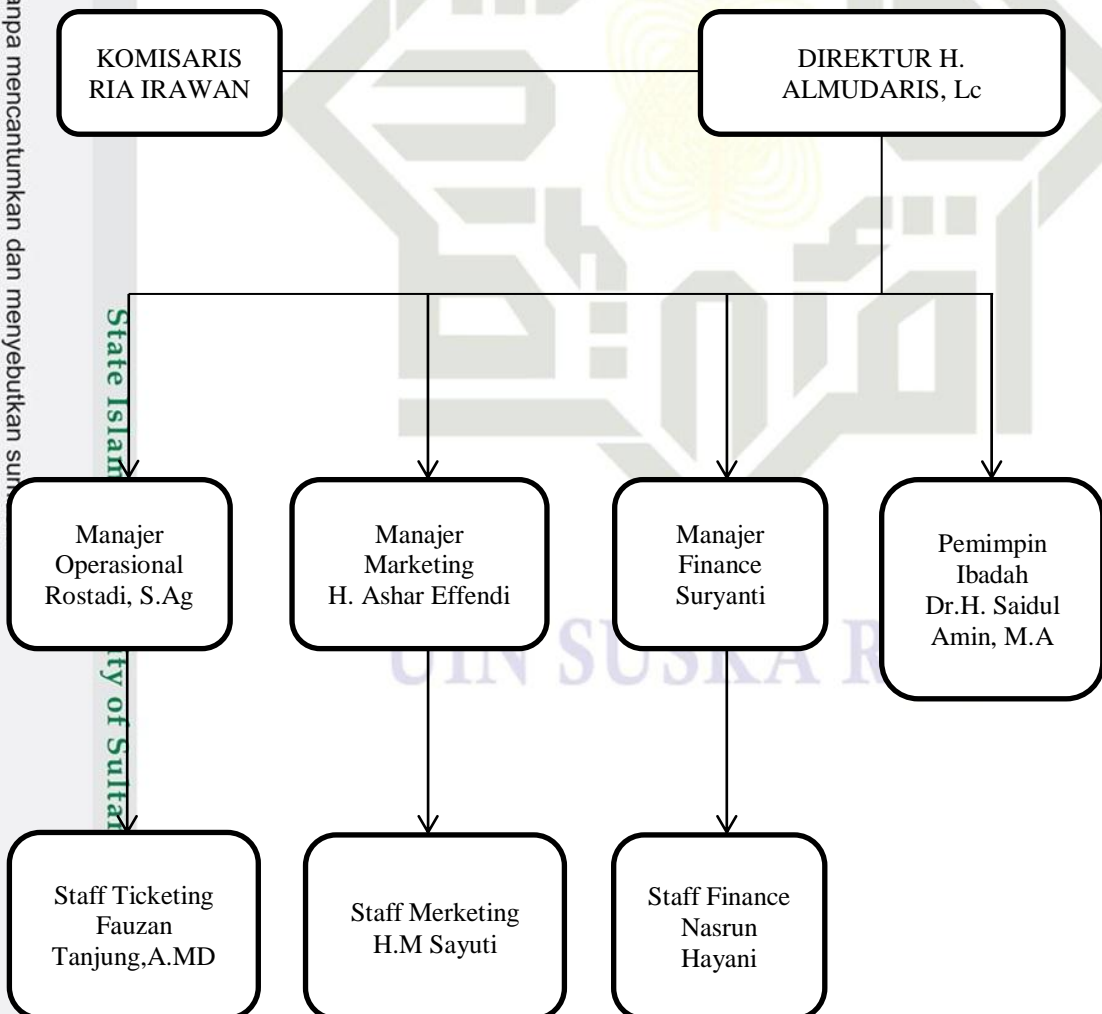 anpa mencantumkan dan menyebutkan
KOMISARIS
RIA IRAWAN
DIREKTUR H.
ALMUDARIS, Lc
State Islam
ity of Sultan
Manajer
Operasional
Rostadi, S.Ag
Manajer
Marketing
H. Ashar Effendi
Manajer
Finance
Suryanti
Pemimpin
Ibadah
Dr.H. Saidul
Amin, M.A
UIN SUSKA R
Staff Ticketing
Fauzan
Tanjung,A.MD
Staff Merketing
H.M Sayuti
Staff Finance
Nasrun
Hayani